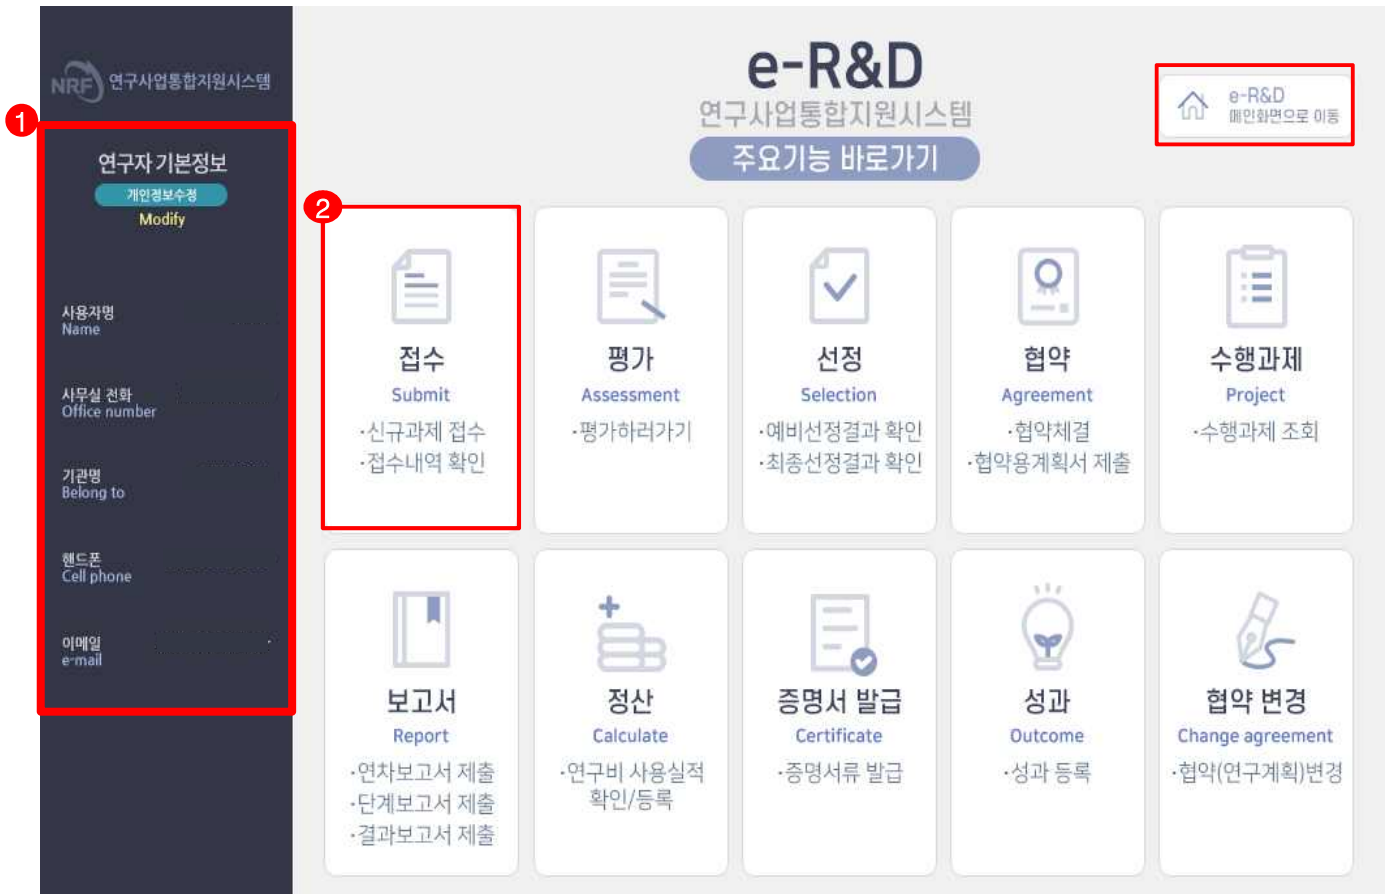 NRF 연구사업통합지원시스템
1
연구자 기본정보
개인정보수정
Modify
사용자명
Name
사무실 전화
Office number
기관명
Belong to
핸드폰
Cell phone
이메일
e-mail
e-R&D
연구사업통합지원시스템
주요기능 바로가기
e-R&D
메인화면으로 이동
2
접수
Submit
·신규과제 접수
·접수내역 확인
평가
Assessment
·평가하러가기
선정
Selection
·예비선정결과 확인
·최종선정결과 확인
협약
Agreement
·협약체결
·협약용계획서 제출
수행과제
Project
·수행과제 조회
보고서
Report
·연차보고서 제출
·단계보고서 제출
·결과보고서 제출
정산
Calculate
·연구비 사용실적
확인/등록
증명서 발급
Certificate
·증명서류 발급
성과
Outcome
·성과 등록
협약 변경
Change agreement
·협약(연구계획)변경